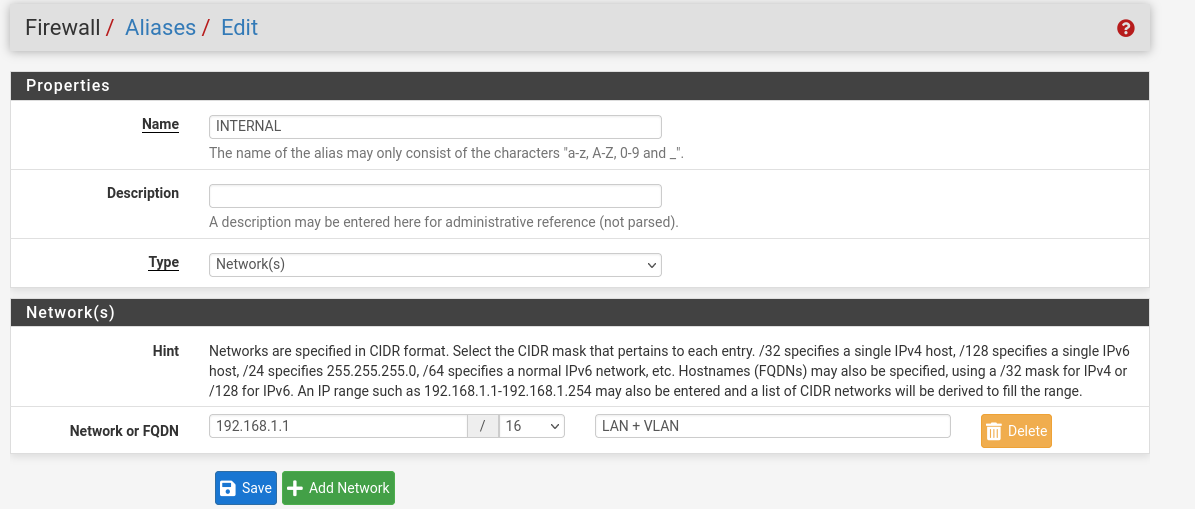 Firewall / Aliases / Edit
Properties
Name
INTERNAL
The name of the alias may only consist of the characters "a-z, A-Z, 0-9 and _".
Description
A description may be entered here for administrative reference (not parsed).
Type
Network(s)
Network(s)
Hint
Networks are specified in CIDR format. Select the CIDR mask that pertains to each entry. /32 specifies a single IPv4 host, /128 specifies a single IPv6
host, /24 specifies 255.255.255.0, /64 specifies a normal IPv6 network, etc. Hostnames (FQDNs) may also be specified, using a /32 mask for IPv4 or
/128 for IPv6. An IP range such as 192.168.1.1-192.168.1.254 may also be entered and a list of CIDR networks will be derived to fill the range.
Network or FQDN
192.168.1.1 / 16 LAN + VLAN Delete
Save Add Network